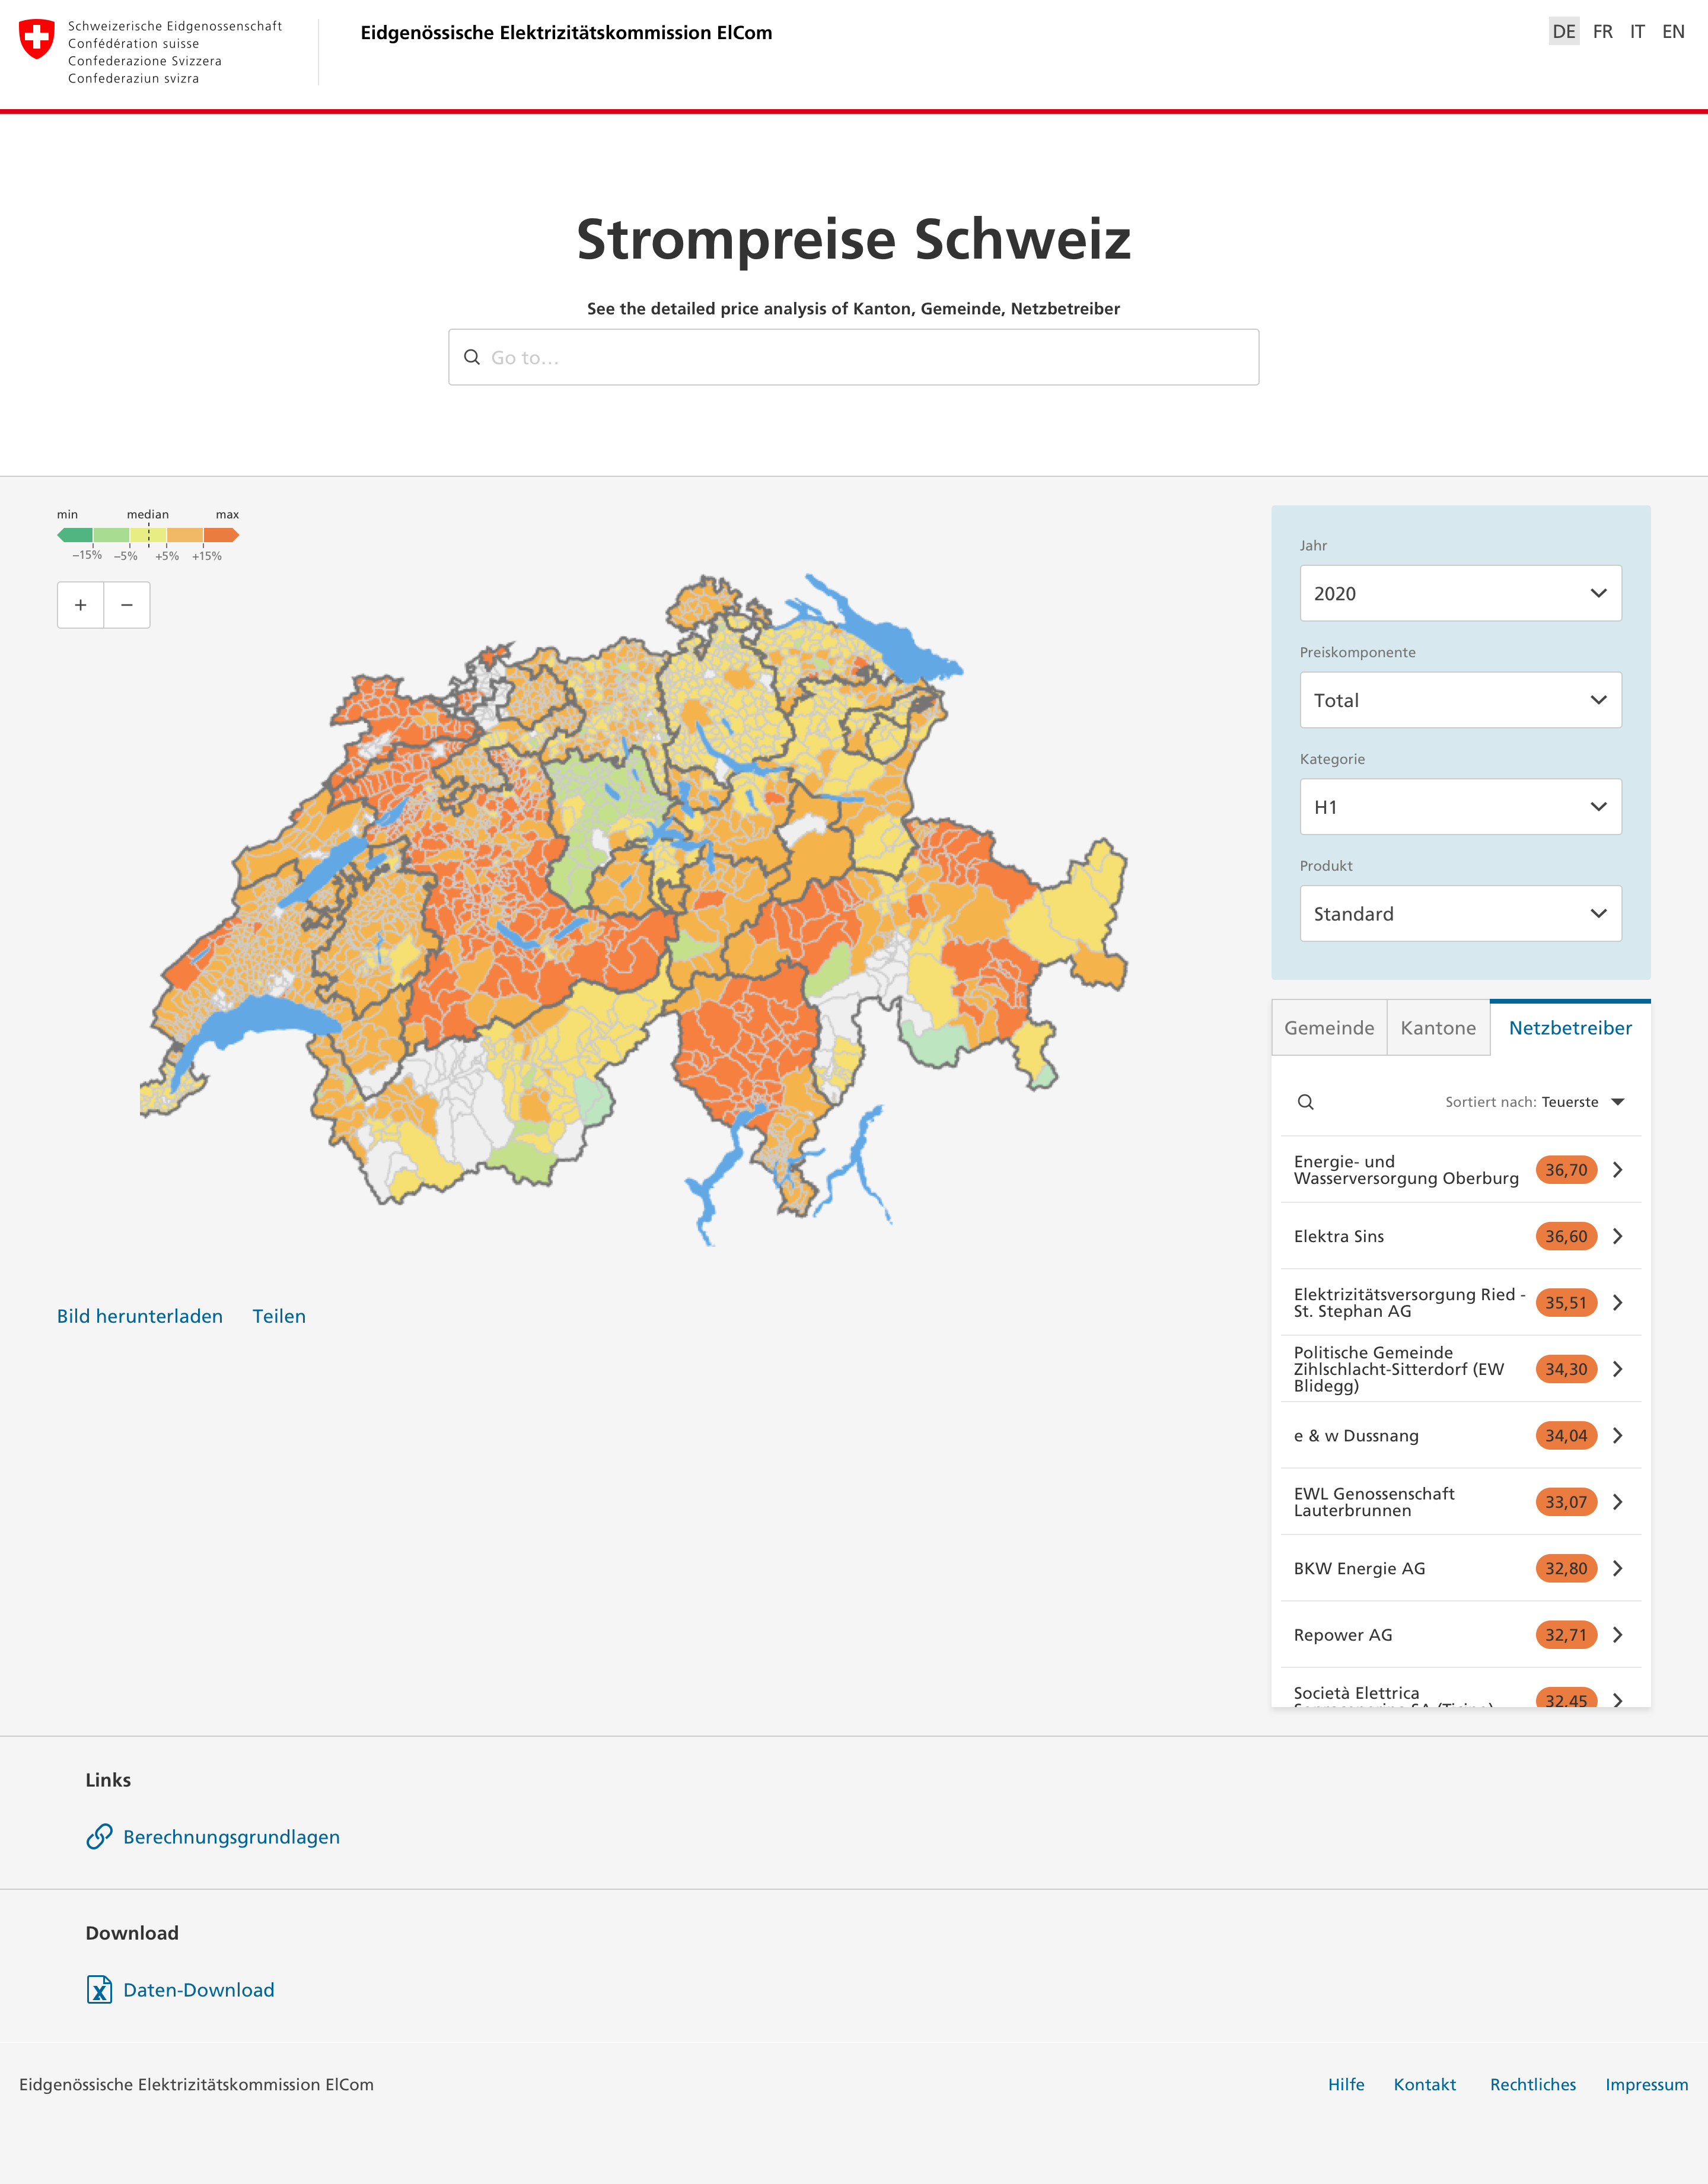 Schweizerische Eidgenossenschaft
Confédération suisse
Confederazione Svizzera
Confederaziun svizra
Eidgenössische Elektrizitätskommission ElCom
DE FR IT EN
Strompreise Schweiz
See the detailed price analysis of Kanton, Gemeinde, Netzbetreiber
Go to…
min median max
–15% –5% +5% +15%
+ −
Jahr
2020
Preiskomponente
Total
Kategorie
H1
Produkt
Standard
Gemeinde Kantone Netzbetreiber
Sortiert nach: Teuerste
Energie- und
Wasserversorgung Oberburg
36,70
Elektra Sins
36,60
Elektrizitätsversorgung Ried -
St. Stephan AG
35,51
Politische Gemeinde
Zihlschlacht-Sitterdorf (EW
Blidegg)
34,30
e & w Dussnang
34,04
EWL Genossenschaft
Lauterbrunnen
33,07
BKW Energie AG
32,80
Repower AG
32,71
Società Elettrica
32,45
Bild herunterladen Teilen
Links
Berechnungsgrundlagen
Download
Daten-Download
Eidgenössische Elektrizitätskommission ElCom
Hilfe Kontakt Rechtliches Impressum